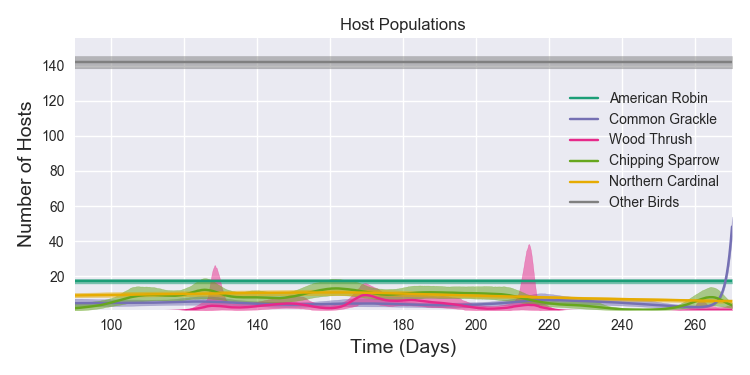 Host Populations
Number of Hosts
140
120
100
80
60
40
20
American Robin
Common Grackle
Wood Thrush
Chipping Sparrow
Northern Cardinal
Other Birds
100 120 140 160 180 200 220 240 260
Time (Days)